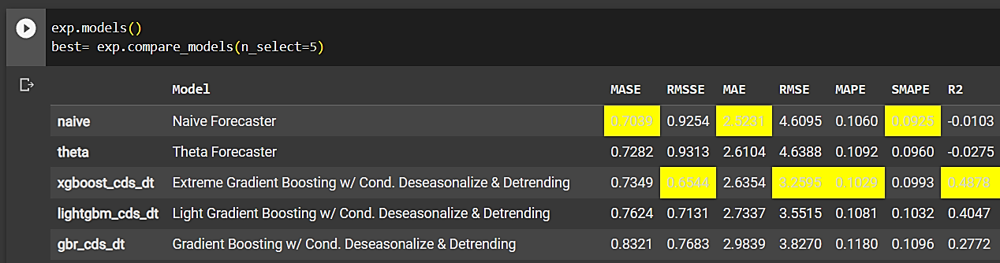 exp.models()
best= exp.compare_models(n_select=5)
Model MASE RMSSE MAE RMSE MAPE SMAPE R2
naive Naive Forecaster 0.7039 0.9254 2.5231 4.6095 0.1060 0.0925 -0.0103
theta Theta Forecaster 0.7282 0.9313 2.6104 4.6388 0.1092 0.0960 -0.0275
xgboost_cds_dt Extreme Gradient Boosting w/ Cond. Deseasonalize & Detrending 0.7349 0.6544 2.6354 3.2595 0.1029 0.0993 0.4878
lightgbm_cds_dt Light Gradient Boosting w/ Cond. Deseasonalize & Detrending 0.7624 0.7131 2.7337 3.5515 0.1081 0.1032 0.4047
gbr_cds_dt Gradient Boosting w/ Cond. Deseasonalize & Detrending 0.8321 0.7683 2.9839 3.8270 0.1180 0.1096 0.2772